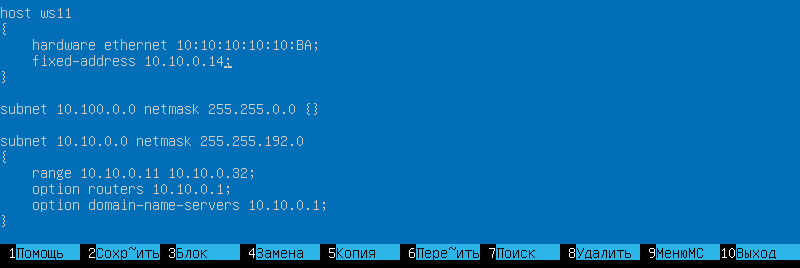 host ws11
{
    hardware ethernet 10:10:10:10:10:BA;
    fixed-address 10.10.0.14;
}

subnet 10.100.0.0 netmask 255.255.0.0 {}

subnet 10.10.0.0 netmask 255.255.192.0
{
    range 10.10.0.11 10.10.0.32;
    option routers 10.10.0.1;
    option domain-name-servers 10.10.0.1;
}
1Помощь 2Сохр~ить 3Блок 4Замена 5Копия 6Пере~ить 7Поиск 8Удалить 9МенюМС 10Выход